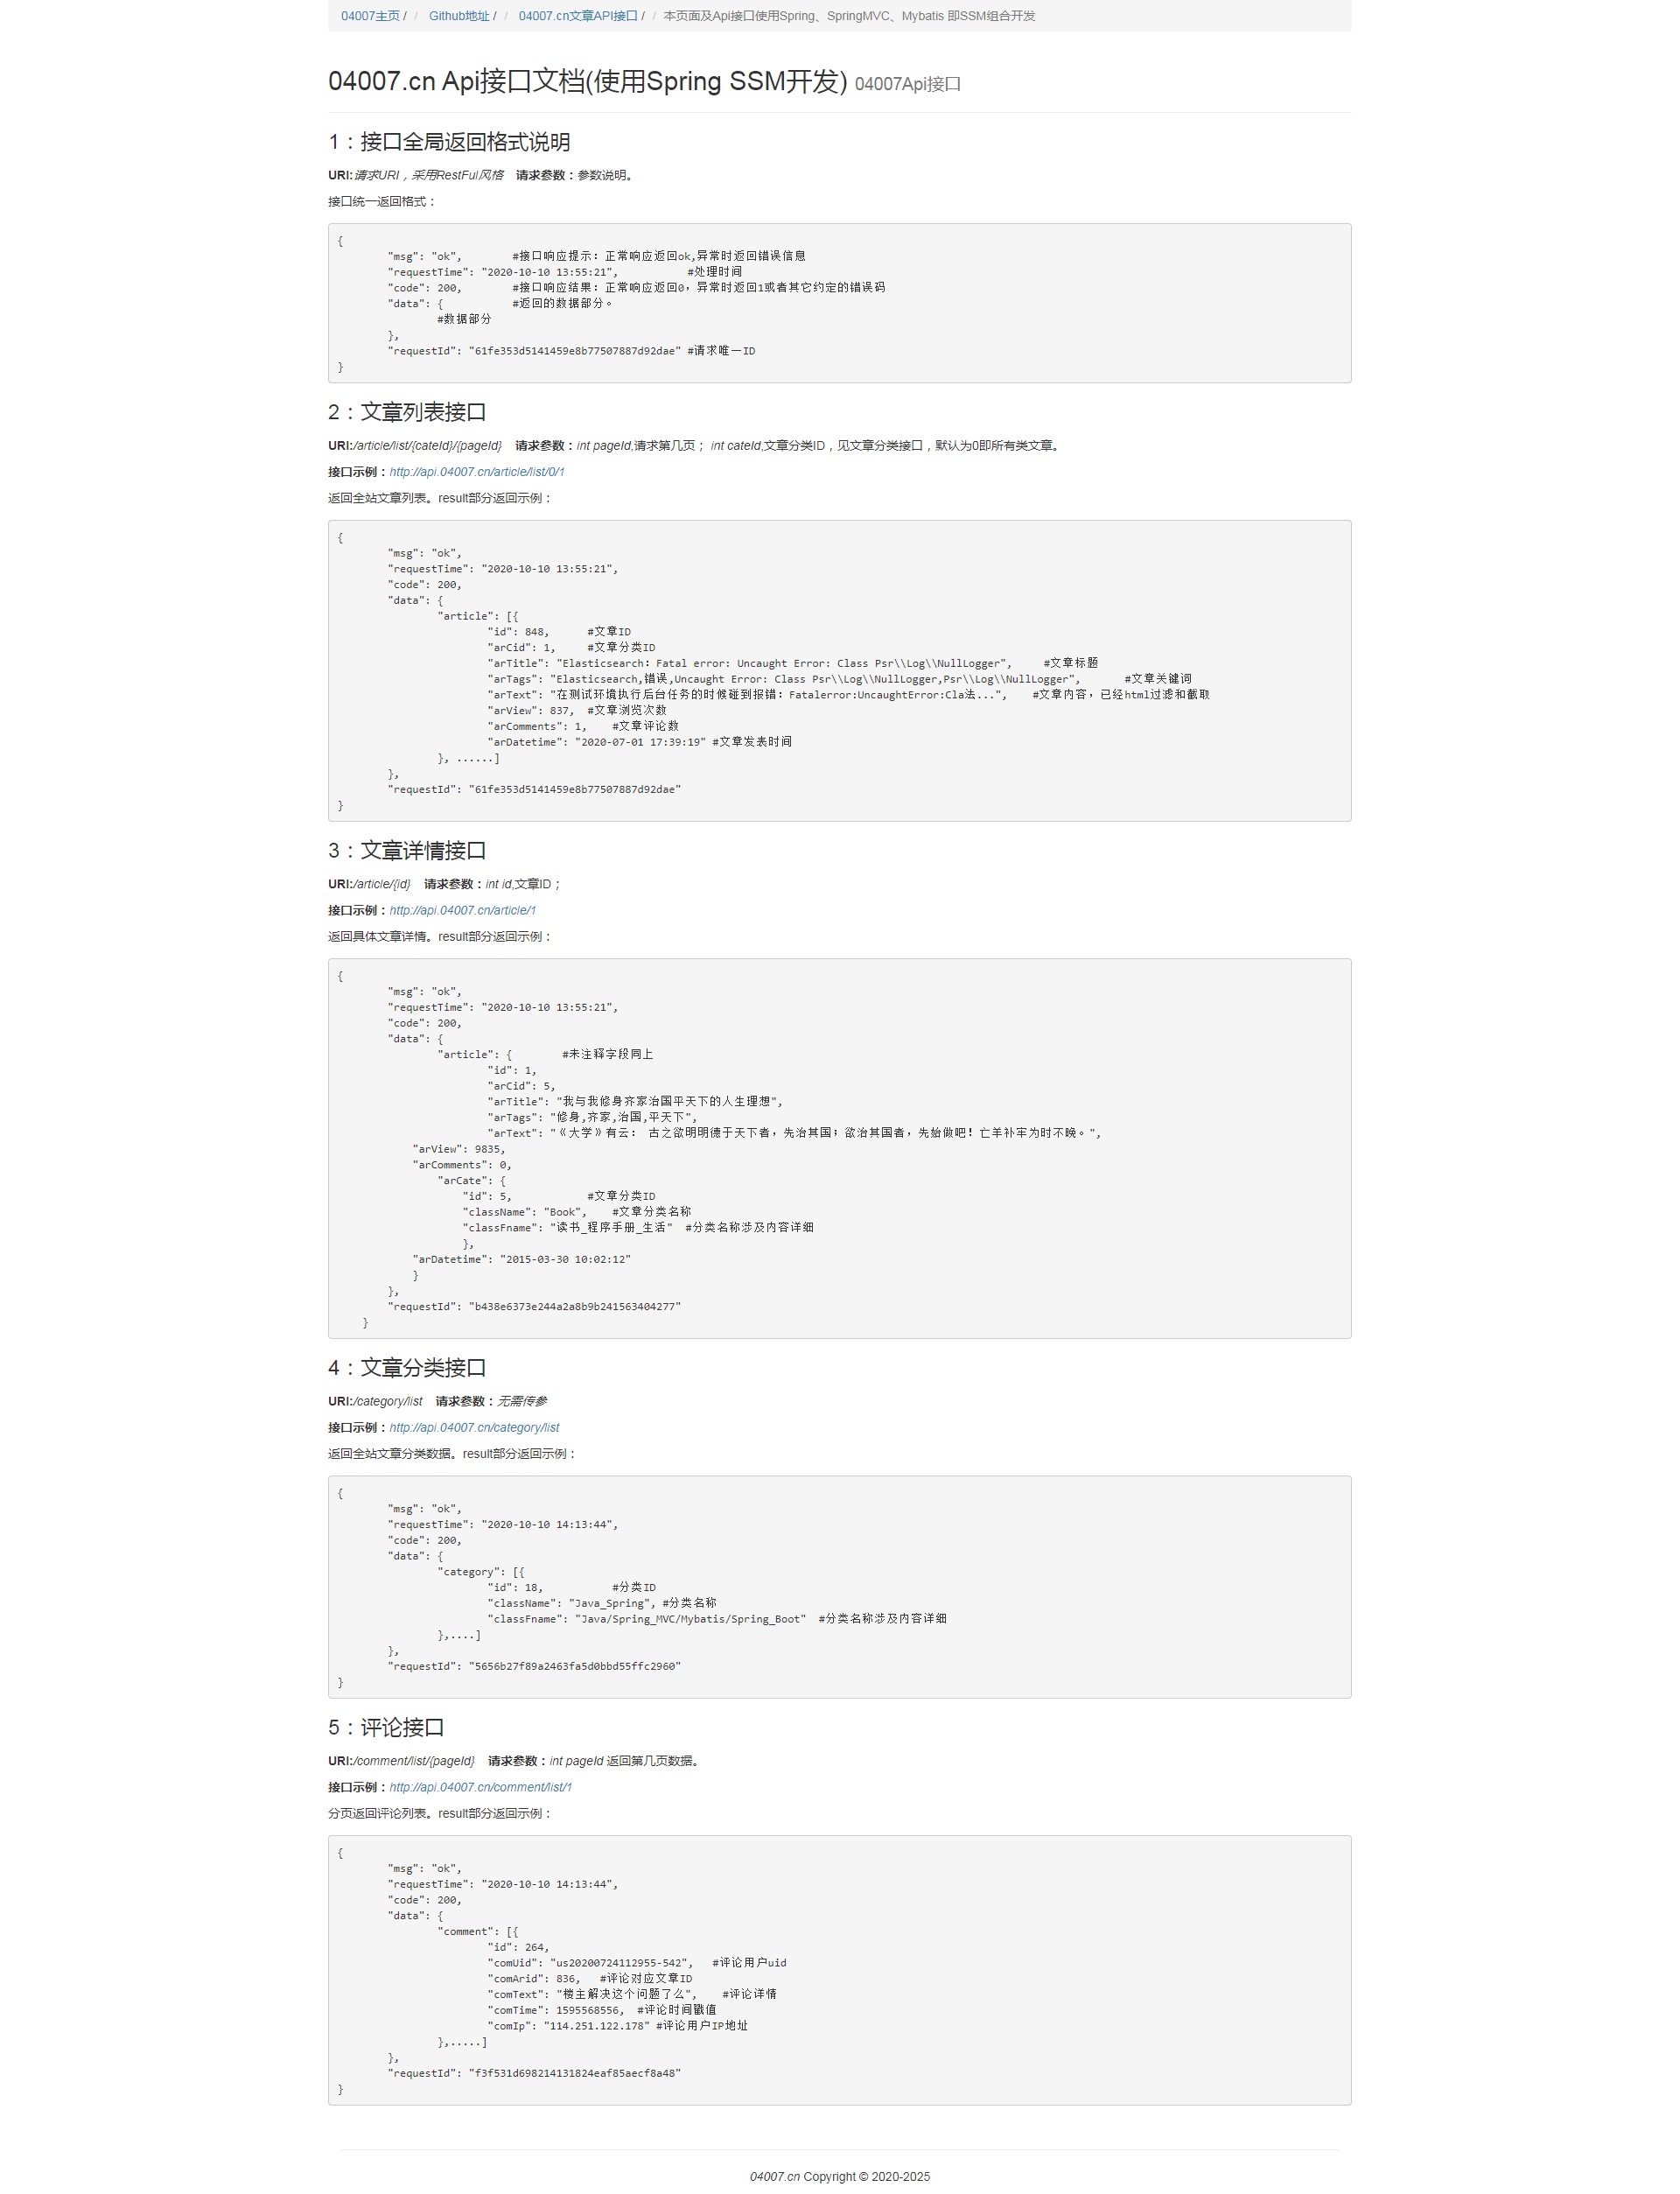 04007主页 / / Github地址 / / 04007.cn文章API接口 / / 本页面及Api接口使用Spring、SpringMVC、Mybatis 即SSM组合开发
04007.cn Api接口文档(使用Spring SSM开发) 04007Api接口
1：接口全局返回格式说明
URI:请求URI，采用RestFul风格 请求参数：参数说明。
接口统一返回格式：
{
"msg": "ok", #接口响应提示: 正常响应返回ok,异常时返回错误信息
"requestTime": "2020-10-10 13:55:21", #处理时间
"code": 200, #接口响应结果: 正常响应返回0，异常时返回1或者其它约定的错误码
"data": { #返回的数据部分。
#数据部分
},
"requestId": "61fe353d5141459e8b77507887d92dae" #请求唯一ID
}
2：文章列表接口
URI:/article/list/{cateId}/{pageId} 请求参数：int pageId,请求第几页； int cateId,文章分类ID，见文章分类接口，默认为0即所有类文章。
接口示例：http://api.04007.cn/article/list/0/1
返回全站文章列表。result部分返回示例：
{
"msg": "ok",
"requestTime": "2020-10-10 13:55:21",
"code": 200,
"data": {
"article": [{
"id": 848, #文章ID
"arCid": 1, #文章分类ID
"arTitle": "Elasticsearch：Fatal error: Uncaught Error: Class Psr\\Log\\NullLogger", #文章标题
"arTags": "Elasticsearch,错误,Uncaught Error: Class Psr\\Log\\NullLogger,Psr\\Log\\NullLogger", #文章关键词
"arText": "在测试环境执行后台任务的时候碰到报错：Fatalerror:UncaughtError:Cla法...", #文章内容，已经html过滤和截取
"arView": 837, #文章浏览次数
"arComments": 1, #文章评论数
"arDatetime": "2020-07-01 17:39:19" #文章发表时间
}, ......]
},
"requestId": "61fe353d5141459e8b77507887d92dae"
}
3：文章详情接口
URI:/article/{id} 请求参数：int id,文章ID；
接口示例：http://api.04007.cn/article/1
返回具体文章详情。result部分返回示例：
{
"msg": "ok",
"requestTime": "2020-10-10 13:55:21",
"code": 200,
"data": {
"article": { #未注释字段同上
"id": 1,
"arCid": 5,
"arTitle": "我与我修身齐家治国平天下的人生理想",
"arTags": "修身,齐家,治国,平天下",
"arText": "《大学》有云： 古之欲明明德于天下者，先治其国；欲治其国者，先始做吧！亡羊补牢为时不晚。",
"arView": 9835,
"arComments": 0,
"arCate": {
"id": 5, #文章分类ID
"className": "Book", #文章分类名称
"classFname": "读书_程序手册_生活" #分类名称涉及内容详细
},
"arDatetime": "2015-03-30 10:02:12"
}
},
"requestId": "b438e6373e244a2a8b9b241563404277"
}
4：文章分类接口
URI:/category/list 请求参数：无需传参
接口示例：http://api.04007.cn/category/list
返回全站文章分类数据。result部分返回示例：
{
"msg": "ok",
"requestTime": "2020-10-10 14:13:44",
"code": 200,
"data": {
"category": [{
"id": 18, #分类ID
"className": "Java_Spring", #分类名称
"classFname": "Java/Spring_MVC/Mybatis/Spring_Boot" #分类名称涉及内容详细
},....]
},
"requestId": "5656b27f89a2463fa5d0bbd55ffc2960"
}
5：评论接口
URI:/comment/list/{pageId} 请求参数：int pageId 返回第几页数据。
接口示例：http://api.04007.cn/comment/list/1
分页返回评论列表。result部分返回示例：
{
"msg": "ok",
"requestTime": "2020-10-10 14:13:44",
"code": 200,
"data": {
"comment": [{
"id": 264,
"comUid": "us20200724112955-542", #评论用户uid
"comArid": 836, #评论对应文章ID
"comText": "楼主解决这个问题了么", #评论详情
"comTime": 1595568556, #评论时间戳值
"comIp": "114.251.122.178" #评论用户IP地址
},.....]
},
"requestId": "f3f531d698214131824eaf85aecf8a48"
}
04007.cn Copyright © 2020-2025